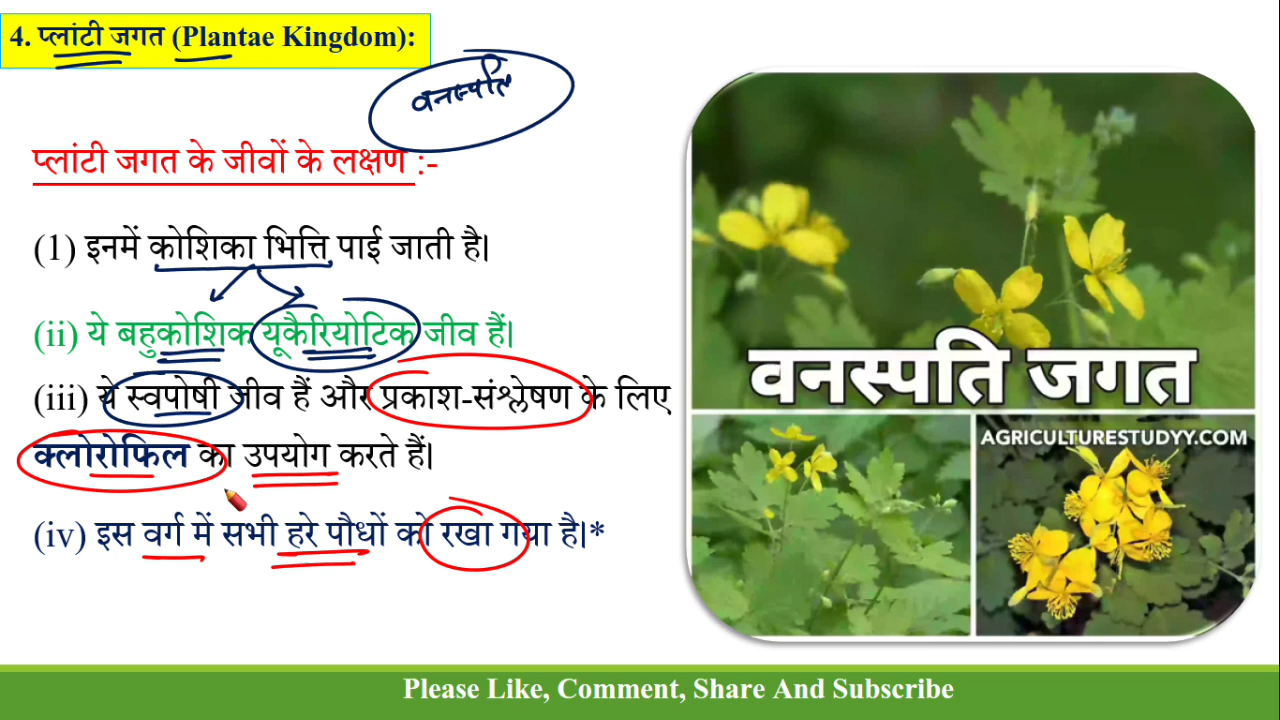 4. प्लांटी जगत (Plantae Kingdom):
वनस्पति
प्लांटी जगत के जीवों के लक्षण :-
(1) इनमें कोशिका भित्ति पाई जाती है।
(ii) ये बहुकोशिक यूकैरियोटिक जीव हैं।
(iii) ये स्वपोषी जीव हैं और प्रकाश-संश्लेषण के लिए
क्लोरोफिल का उपयोग करते हैं।
(iv) इस वर्ग में सभी हरे पौधों को रखा गया है।*
वनस्पति जगत
AGRICULTURESTUDYY.COM
Please Like, Comment, Share And Subscribe